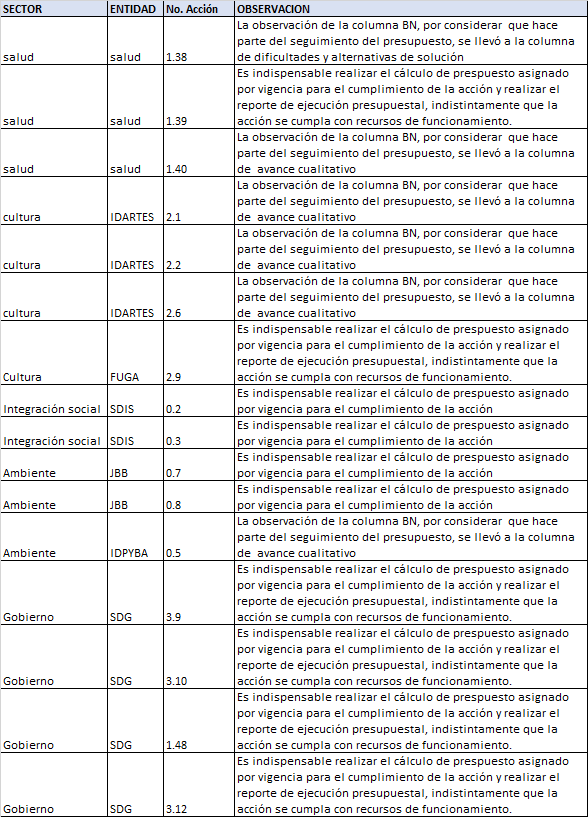 SECTOR ENTIDAD No. Acción OBSERVACION
La observación de la columna BN, por considerar que hace
parte del seguimiento del presupuesto, se llevó a la columna
salud salud 1.38 de dificultades y alternativas de solución
Es indispensable realizar el cálculo de prespuesto asignado
por vigencia para el cumplimiento de la acción y realizar el
reporte de ejecución presupuestal, indistintamente que la
salud salud 1.39 acción se cumpla con recursos de funcionamiento.
La observación de la columna BN, por considerar que hace
parte del seguimiento del presupuesto, se llevó a la columna
salud salud 1.40 de avance cualitativo
La observación de la columna BN, por considerar que hace
parte del seguimiento del presupuesto, se llevó a la columna
cultura IDARTES 2.1 de avance cualitativo
La observación de la columna BN, por considerar que hace
parte del seguimiento del presupuesto, se llevó a la columna
cultura IDARTES 2.2 de avance cualitativo
La observación de la columna BN, por considerar que hace
parte del seguimiento del presupuesto, se llevó a la columna
cultura IDARTES 2.6 de avance cualitativo
Es indispensable realizar el cálculo de prespuesto asignado
por vigencia para el cumplimiento de la acción y realizar el
reporte de ejecución presupuestal, indistintamente que la
Cultura FUGA 2.9 acción se cumpla con recursos de funcionamiento.
Es indispensable realizar el cálculo de prespuesto asignado
Integración social SDIS 0.2 por vigencia para el cumplimiento de la acción
Es indispensable realizar el cálculo de prespuesto asignado
Integración social SDIS 0.3 por vigencia para el cumplimiento de la acción
Es indispensable realizar el cálculo de prespuesto asignado
Ambiente JBB 0.7 por vigencia para el cumplimiento de la acción
Es indispensable realizar el cálculo de prespuesto asignado
Ambiente JBB 0.8 por vigencia para el cumplimiento de la acción
La observación de la columna BN, por considerar que hace
parte del seguimiento del presupuesto, se llevó a la columna
Ambiente IDPYBA 0.5 de avance cualitativo
Es indispensable realizar el cálculo de prespuesto asignado
por vigencia para el cumplimiento de la acción y realizar el
reporte de ejecución presupuestal, indistintamente que la
Gobierno SDG 3.9 acción se cumpla con recursos de funcionamiento.
Es indispensable realizar el cálculo de prespuesto asignado
por vigencia para el cumplimiento de la acción y realizar el
reporte de ejecución presupuestal, indistintamente que la
Gobierno SDG 3.10 acción se cumpla con recursos de funcionamiento.
Es indispensable realizar el cálculo de prespuesto asignado
por vigencia para el cumplimiento de la acción y realizar el
reporte de ejecución presupuestal, indistintamente que la
Gobierno SDG 1.48 acción se cumpla con recursos de funcionamiento.
Es indispensable realizar el cálculo de prespuesto asignado
por vigencia para el cumplimiento de la acción y realizar el
reporte de ejecución presupuestal, indistintamente que la
Gobierno SDG 3.12 acción se cumpla con recursos de funcionamiento.